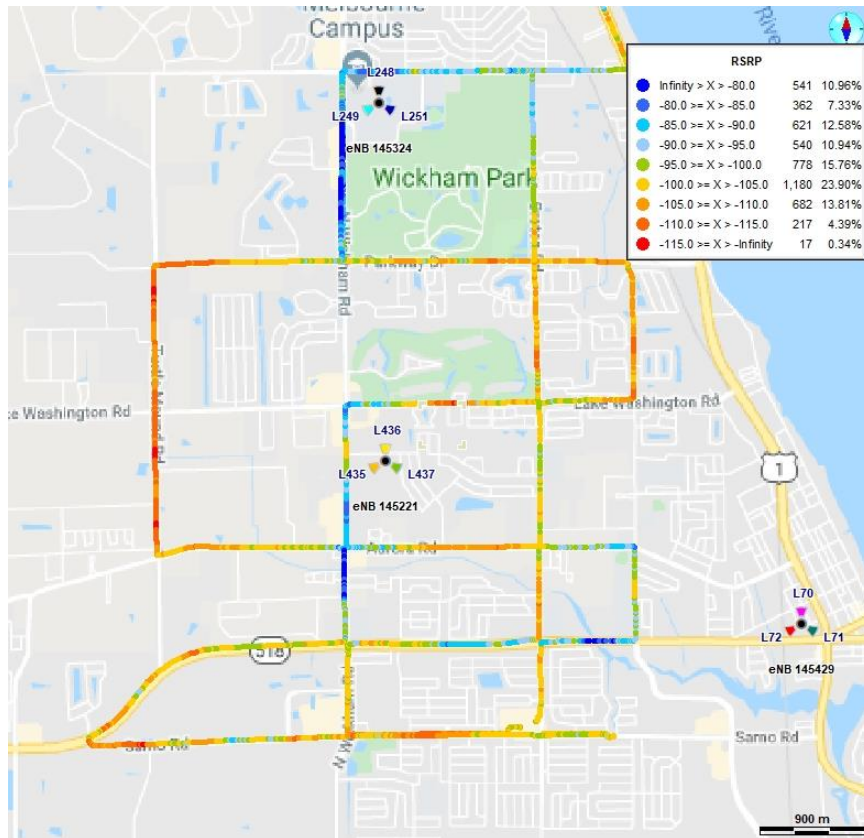 Melbourne
Campus
River
L248
L249
L251
eNB 145324
Wickham Park
RSRP
Infinity > X > -80.0 541 10.96%
-80.0 >= X > -85.0 362 7.33%
-85.0 >= X > -90.0 621 12.58%
-90.0 >= X > -95.0 540 10.94%
-95.0 >= X > -100.0 778 15.76%
-100.0 >= X > -105.0 1,180 23.90%
-105.0 >= X > -110.0 682 13.81%
-110.0 >= X > -115.0 217 4.39%
-115.0 >= X > -Infinity 17 0.34%
Parkway Dr
ke Washington Rd
Lake Washington Rd
L436
L435
L437
1
eNB 145221
Aurora Rd
L70
L72
L71
518
eNB 145429
N Wickham Rd
Sarno Rd
Sarno Rd
900 m